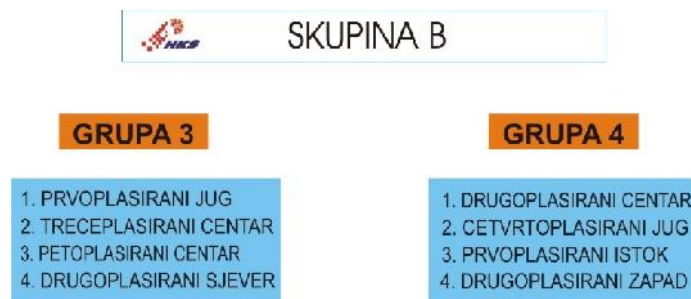 HKS
SKUPINA B
GRUPA 3
1. PRVOPLASIRANI JUG
2. TRECEPLASIRANI CENTAR
3. PETOPLASIRANI CENTAR
4. DRUGOPLASIRANI SJEVER
GRUPA 4
1. DRUGOPLASIRANI CENTAR
2. CETVRTOPLASIRANI JUG
3. PRVOPLASIRANI ISTOK
4. DRUGOPLASIRANI ZAPAD